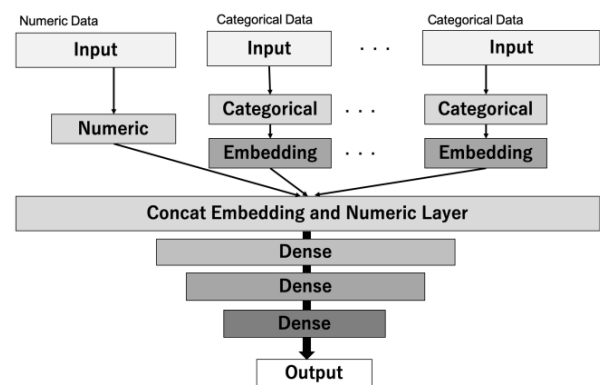 Numeric Data
Categorical Data
Categorical Data
Input
Input
. . .
Input
Numeric
Categorical
. . .
Categorical
Embedding
. . .
Embedding
Concat Embedding and Numeric Layer
Dense
Dense
Dense
Output